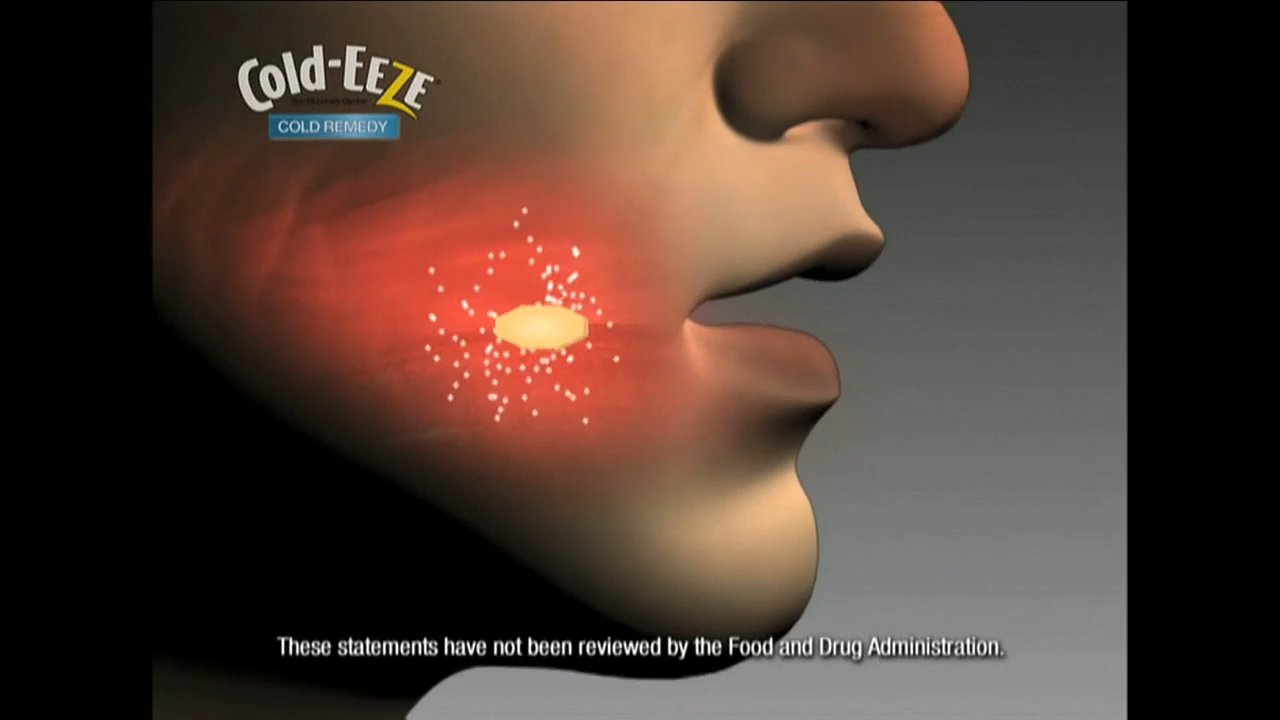 Cold-EEZE
COLD REMEDY
These statements have not been reviewed by the Food and Drug Administration.